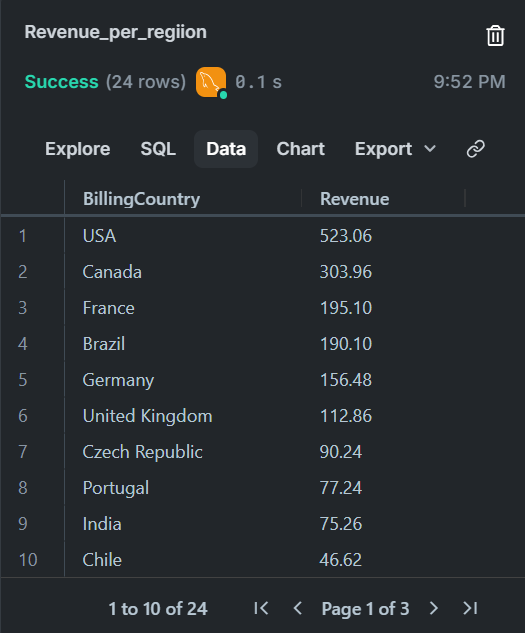 Revenue_per_regiion
Success (24 rows) 0.1 s 9:52 PM
Explore SQL Data Chart Export
BillingCountry Revenue
1 USA 523.06
2 Canada 303.96
3 France 195.10
4 Brazil 190.10
5 Germany 156.48
6 United Kingdom 112.86
7 Czech Republic 90.24
8 Portugal 77.24
9 India 75.26
10 Chile 46.62
1 to 10 of 24 Page 1 of 3